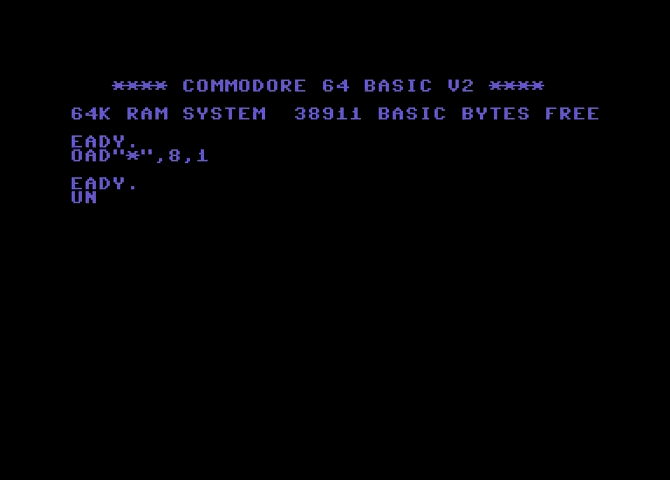 **** COMMODORE 64 BASIC V2 ****
64K RAM SYSTEM  38911 BASIC BYTES FREE
EADY.
OAD"*",8,1
EADY.
UN